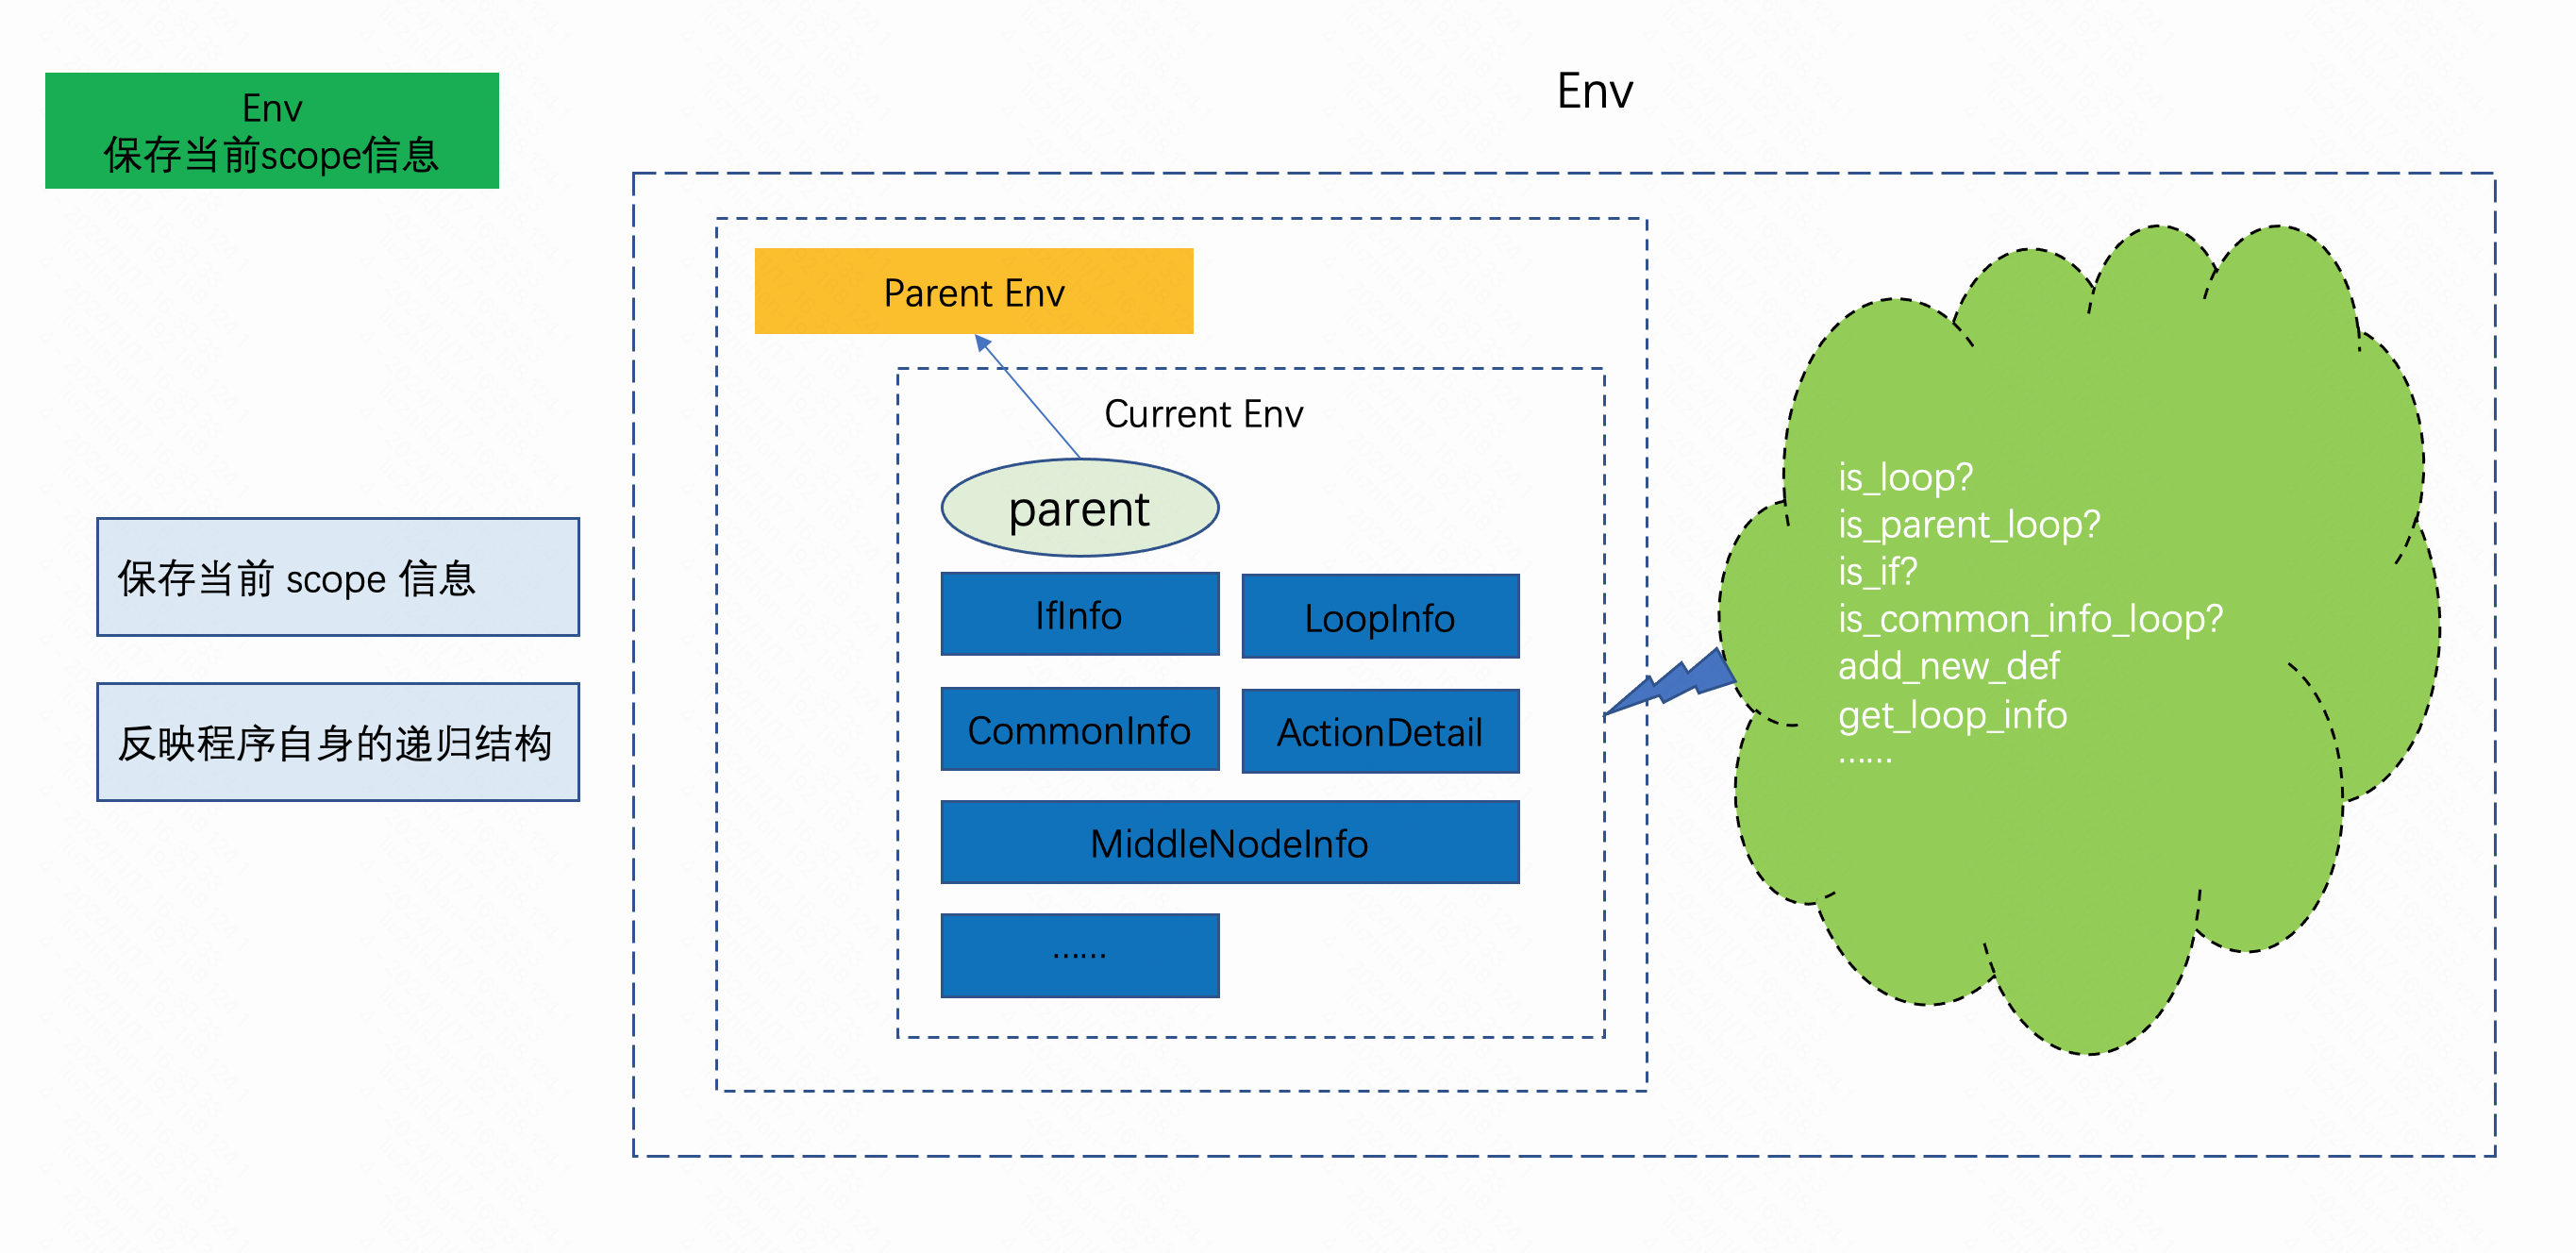 Env
保存当前scope信息
Env
保存当前 scope 信息
反映程序自身的递归结构
Parent Env
Current Env
parent
IfInfo
LoopInfo
CommonInfo
ActionDetail
MiddleNodeInfo
……
is_loop?
is_parent_loop?
is_if?
is_common_info_loop?
add_new_def
get_loop_info
……